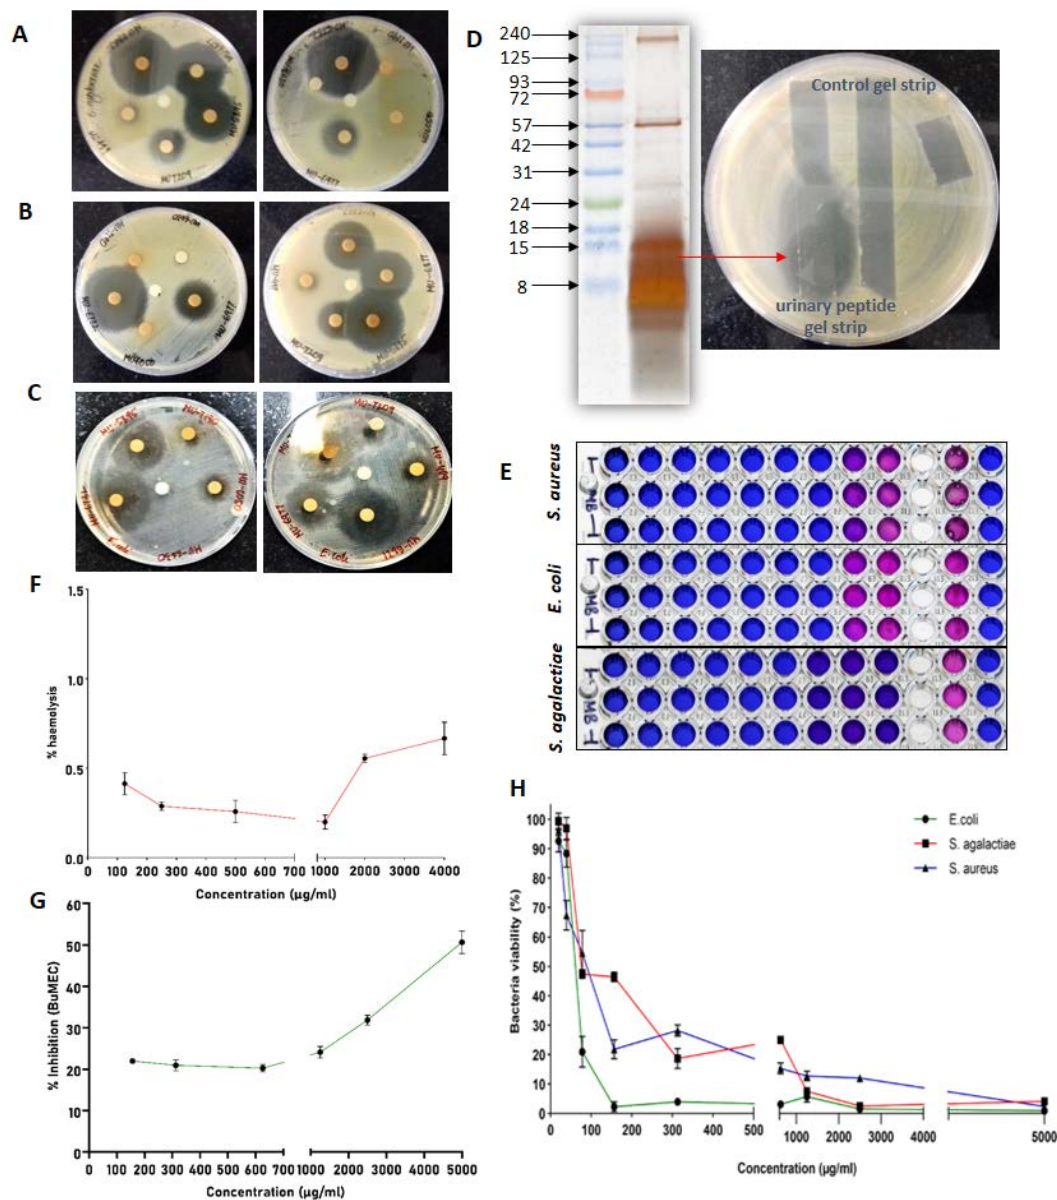 A
B
C
D
240
125
93
72
57
42
31
24
18
15
8
Control gel strip
urinary peptide
gel strip
E
S. aureus
E. coli
S. agalactiae
MB
MB
MB
E.coli
E.coli
F
% haemolysis
1.5
1.0
0.5
0.0
0 100 200 300 400 500 600 700 1000 2000 3000 4000
Concentration (µg/ml)
G
% Inhibition (BuMEC)
60
50
40
30
20
10
0
0 100 200 300 400 500 600 700 1000 2000 3000 4000 5000
Concentration (µg/ml)
H
E.coli
S. agalactiae
S. aureus
Bacteria viability (%)
100
90
80
70
60
50
40
30
20
10
0
0 100 200 300 400 500 1000 2000 3000 4000 5000
Concentration (µg/ml)